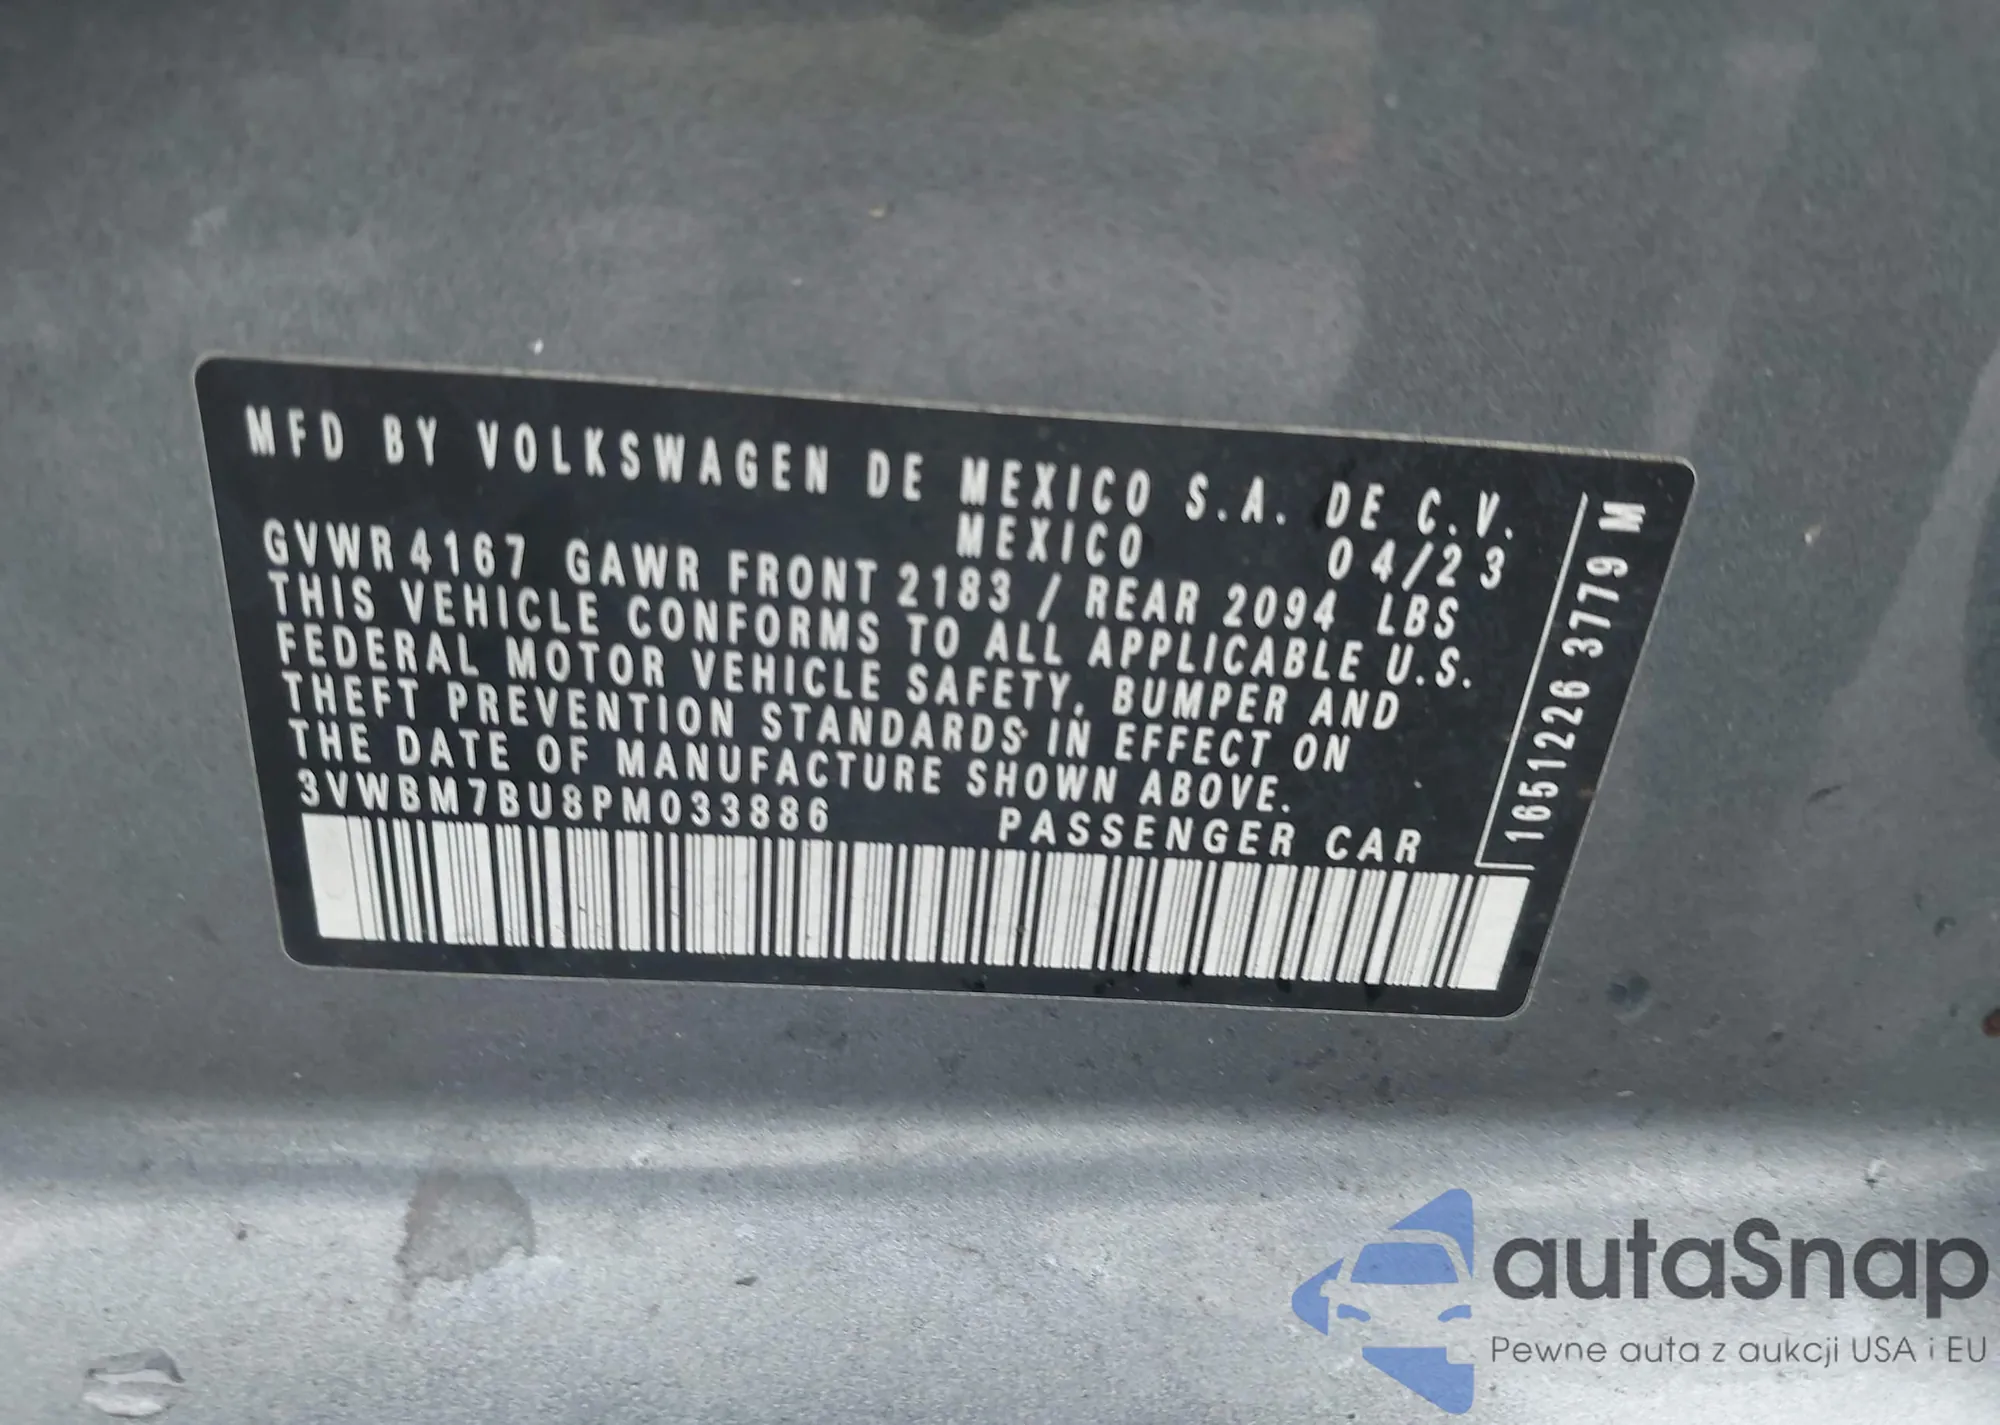 MFD BY VOLKSWAGEN DE MEXICO S.A. DE C.V.
MEXICO 04/23
GVWR 4167 GAWR FRONT 2183 / REAR 2094 LBS
THIS VEHICLE CONFORMS TO ALL APPLICABLE U.S.
FEDERAL MOTOR VEHICLE SAFETY, BUMPER AND
THEFT PREVENTION STANDARDS IN EFFECT ON
THE DATE OF MANUFACTURE SHOWN ABOVE.
3VWBM7BU8PM033886 PASSENGER CAR
1651226 3779 M
autaSnap
Pewne auta z aukcji USA i EU